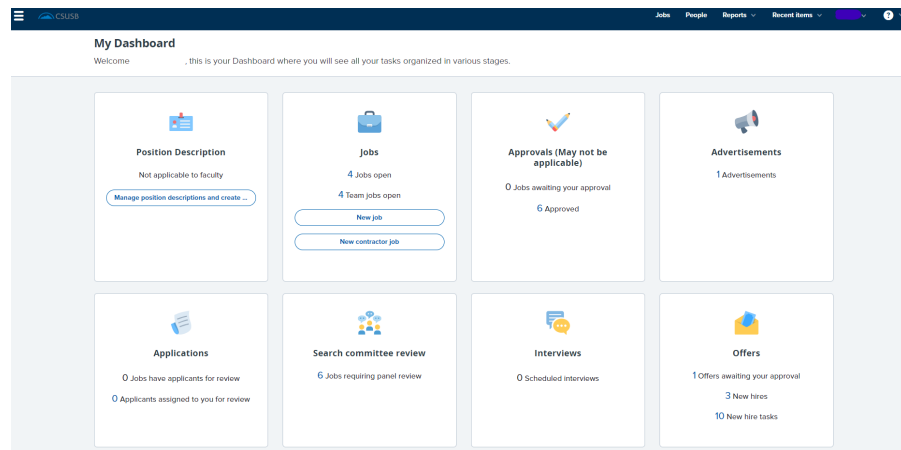 CSUSB
Jobs People Reports Recent items ?
My Dashboard
Welcome , this is your Dashboard where you will see all your tasks organized in various stages.
Position Description
Not applicable to faculty
Manage position descriptions and create ...
Jobs
4 Jobs open
4 Team jobs open
New job
New contractor job
Approvals (May not be
applicable)
0 Jobs awaiting your approval
6 Approved
Advertisements
1 Advertisements
Applications
0 Jobs have applicants for review
0 Applicants assigned to you for review
Search committee review
6 Jobs requiring panel review
Interviews
0 Scheduled interviews
Offers
1 Offers awaiting your approval
3 New hires
10 New hire tasks